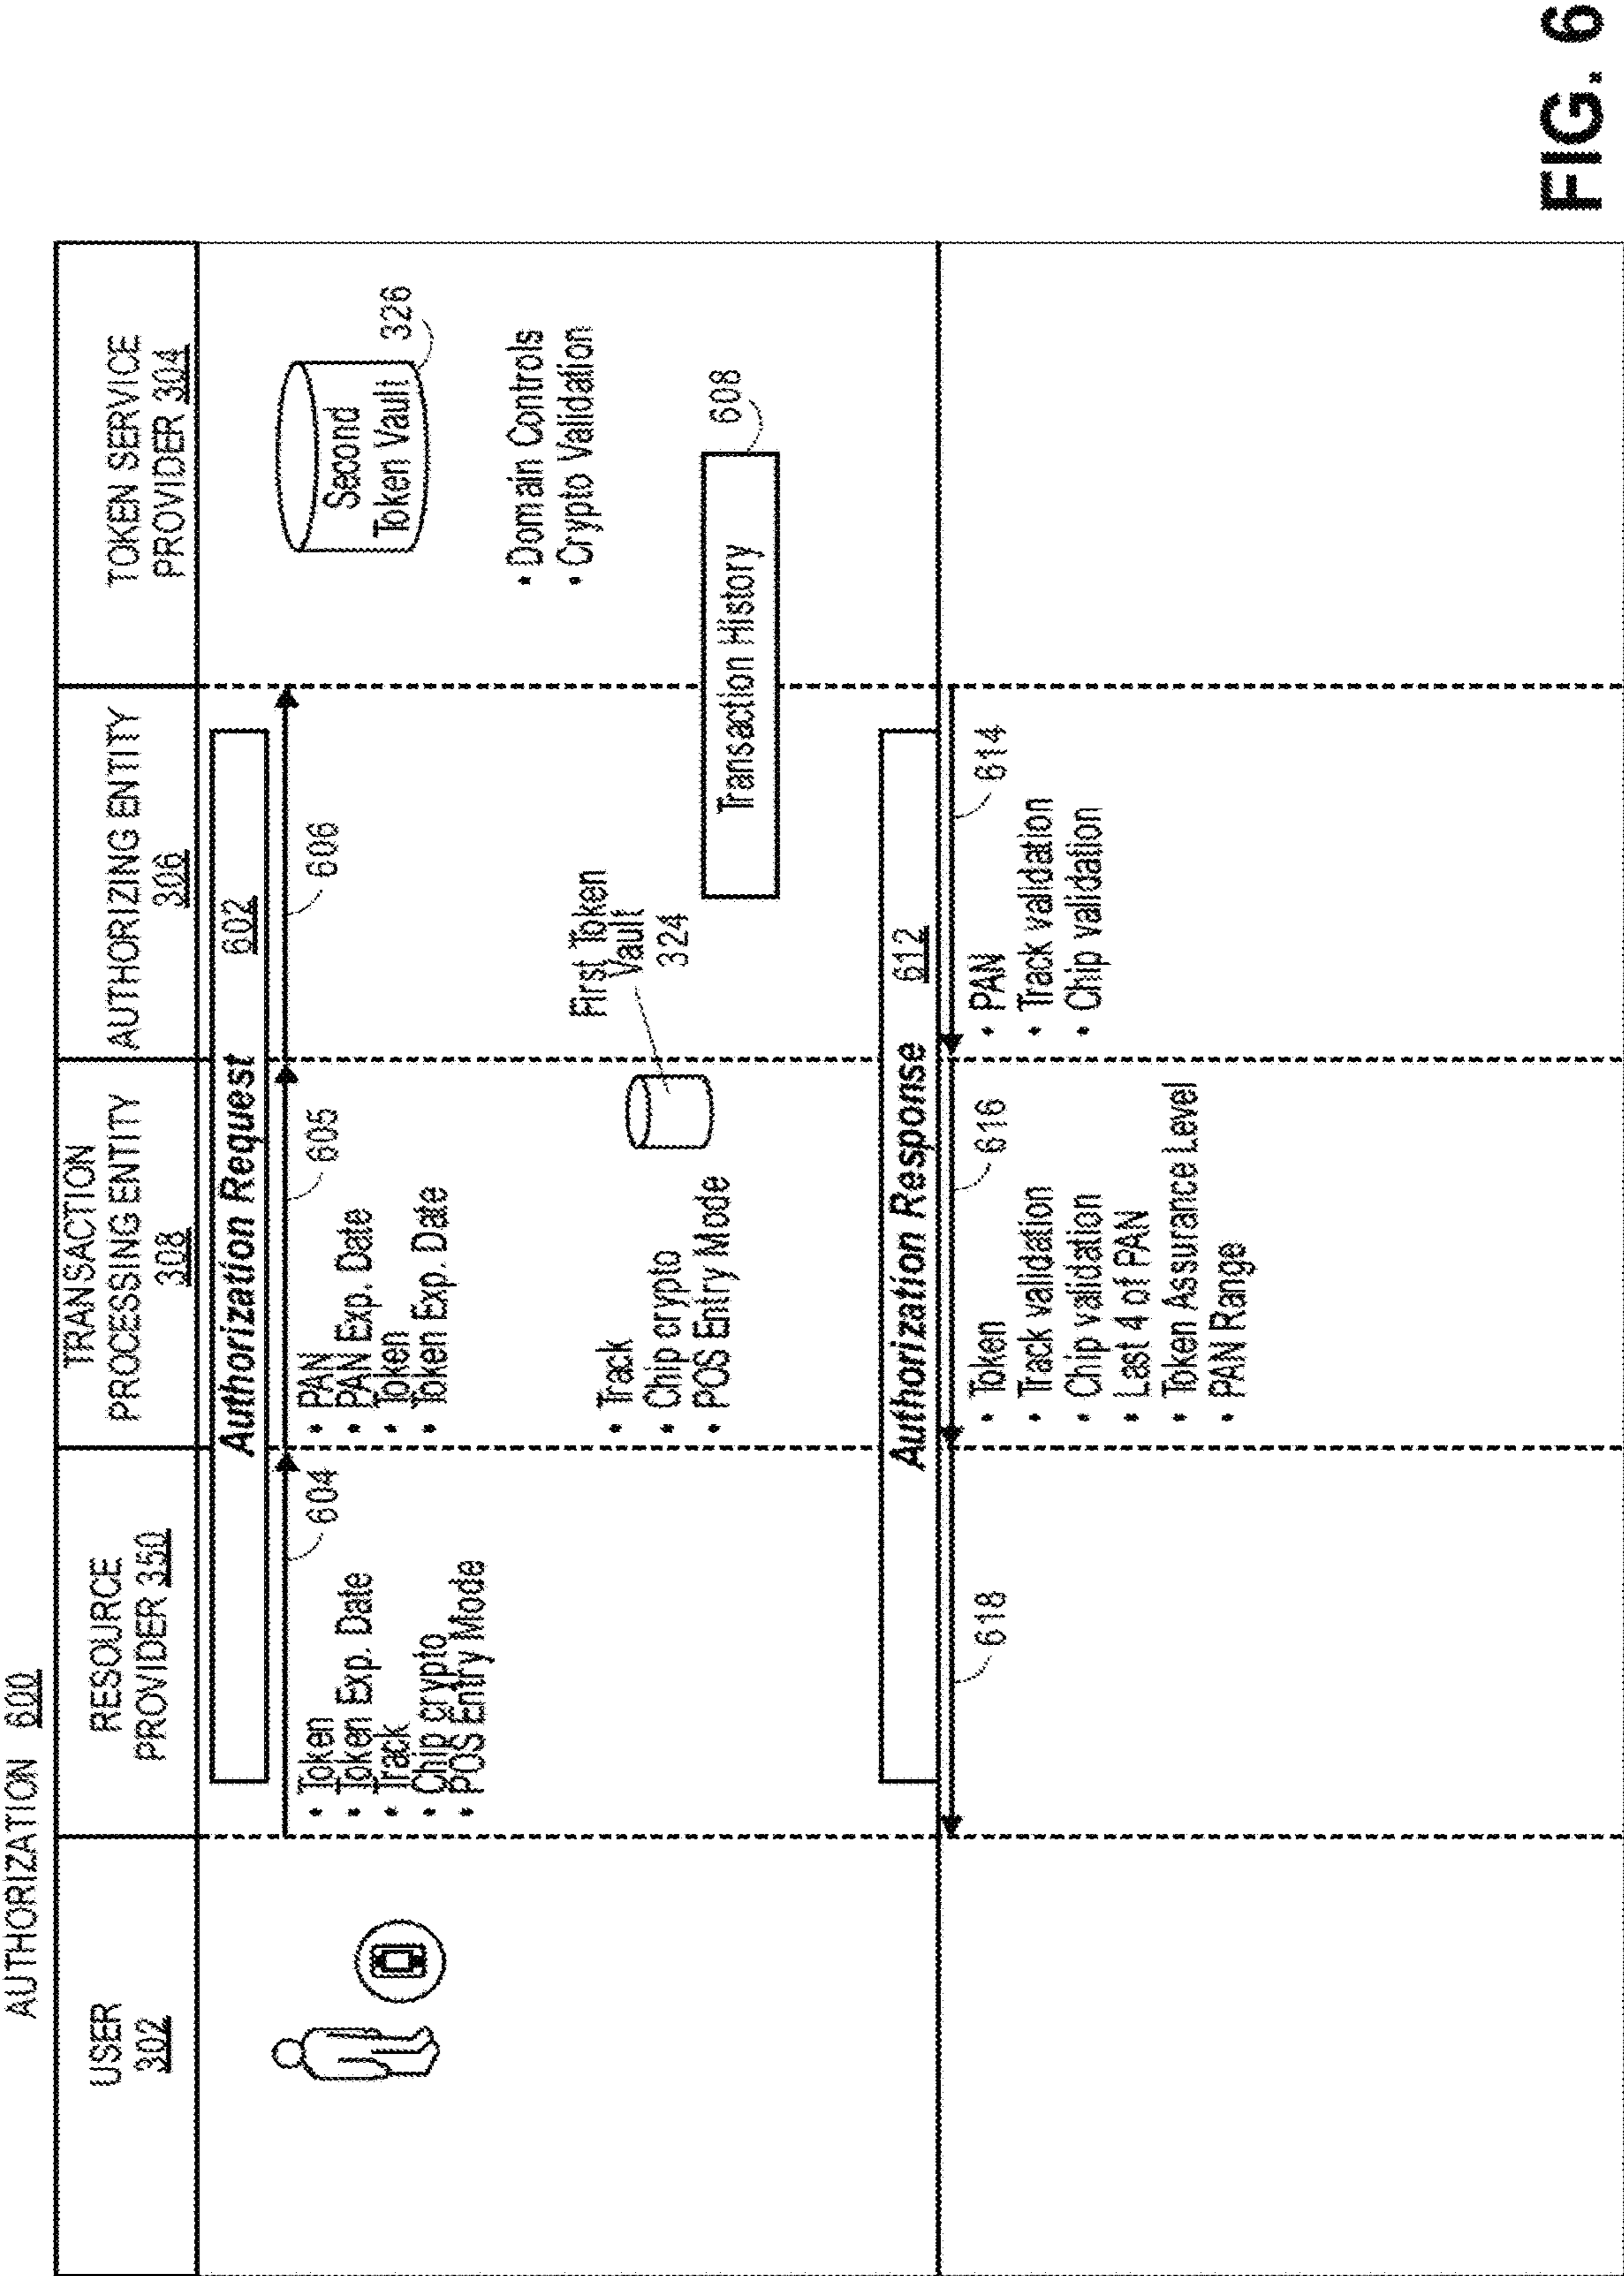 AUTHORIZATION 600
USER
302
RESOURCE
PROVIDER 350
TRANSACTION
PROCESSING ENTITY
308
AUTHORIZING ENTITY
306
TOKEN SERVICE
PROVIDER 304
Authorization Request 602
604
• Token
• Token Exp. Date
• Track
• Chip crypto
• POS Entry Mode
605
• PAN
• PAN Exp. Date
• Token
• Token Exp. Date
• Track
• Chip crypto
• POS Entry Mode
606
First Token
Vault
324
Second
Token Vault
326
• Domain Controls
• Crypto Validation
Transaction History
608
Authorization Response 612
618
616
• Token
• Track validation
• Chip validation
• Last 4 of PAN
• Token Assurance Level
• PAN Range
614
• PAN
• Track validation
• Chip validation
FIG. 6